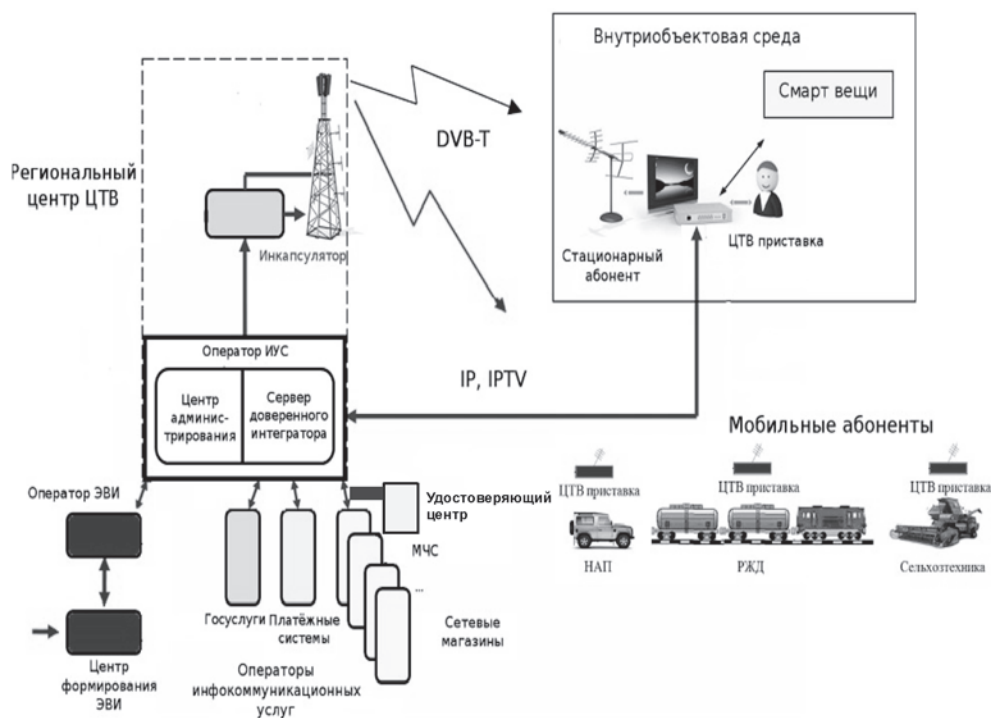 Внутриобъектовая среда
Смарт вещи
DVB-T
Региональный
центр ЦТВ
Инкапсулятор
Стационарный
абонент
ЦТВ приставка
Оператор ИУС
Центр
админис-
трирования
Сервер
доверенного
интегратора
IP, IPTV
Мобильные абоненты
ЦТВ приставка
ЦТВ приставка
ЦТВ приставка
НАП
РЖД
Сельхозтехника
Оператор ЭВИ
Удостоверяющий
центр
МЧС
...
Госуслуги
Платёжные
системы
Сетевые
магазины
Центр
формирования
ЭВИ
Операторы
инфокоммуникационных
услуг